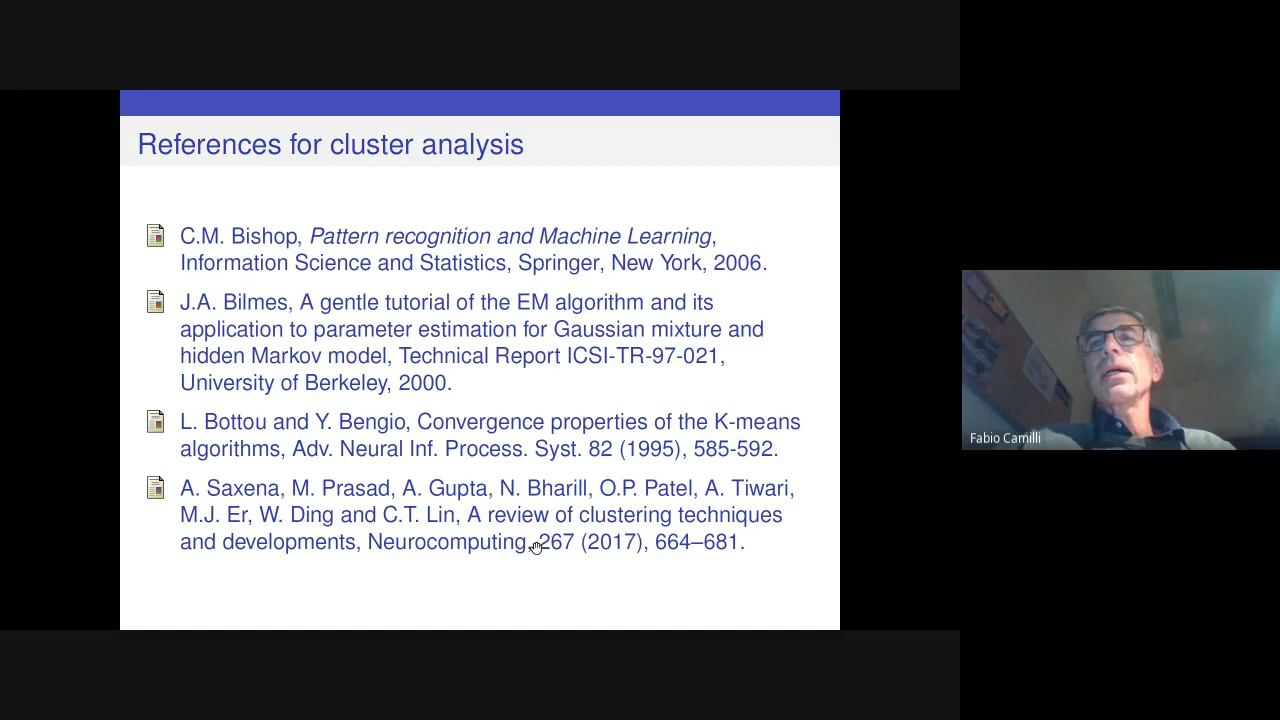 References for cluster analysis
C.M. Bishop, Pattern recognition and Machine Learning,
Information Science and Statistics, Springer, New York, 2006.
J.A. Bilmes, A gentle tutorial of the EM algorithm and its
application to parameter estimation for Gaussian mixture and
hidden Markov model, Technical Report ICSI-TR-97-021,
University of Berkeley, 2000.
L. Bottou and Y. Bengio, Convergence properties of the K-means
algorithms, Adv. Neural Inf. Process. Syst. 82 (1995), 585-592.
A. Saxena, M. Prasad, A. Gupta, N. Bharill, O.P. Patel, A. Tiwari,
M.J. Er, W. Ding and C.T. Lin, A review of clustering techniques
and developments, Neurocomputing, 267 (2017), 664–681.
Fabio Camilli